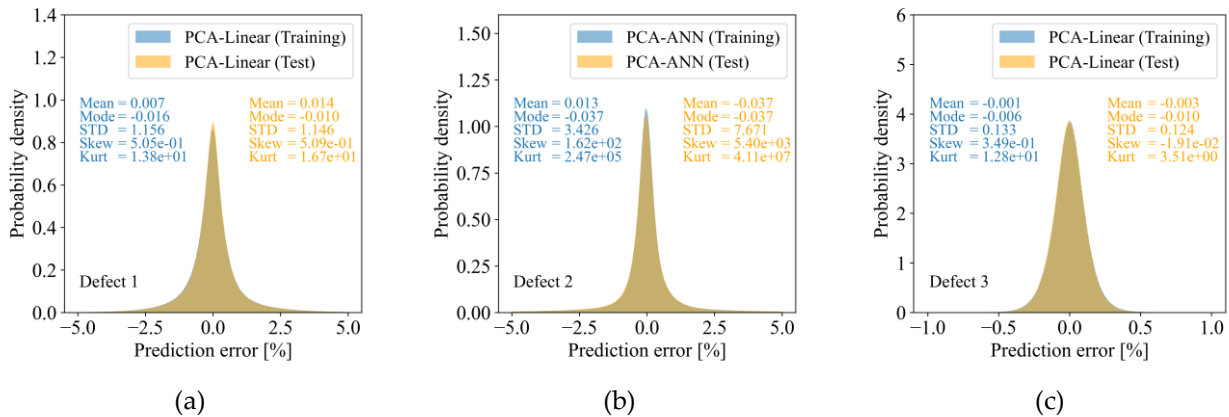 1.4
1.2
1.0
0.8
0.6
0.4
0.2
0.0
Probability density
PCA-Linear (Training)
PCA-Linear (Test)
Mean = 0.007
Mode = -0.016
STD = 1.156
Skew = 5.05e-01
Kurt = 1.38e+01
Mean = 0.014
Mode = -0.010
STD = 1.146
Skew = 5.09e-01
Kurt = 1.67e+01
Defect 1
−5.0 −2.5 0.0 2.5 5.0
Prediction error [%]
(a)
1.50
1.25
1.00
0.75
0.50
0.25
0.00
Probability density
PCA-ANN (Training)
PCA-ANN (Test)
Mean = 0.013
Mode = -0.037
STD = 3.426
Skew = 1.62e+02
Kurt = 2.47e+05
Mean = -0.037
Mode = -0.037
STD = 7.671
Skew = 5.40e+03
Kurt = 4.11e+07
Defect 2
−5.0 −2.5 0.0 2.5 5.0
Prediction error [%]
(b)
6
5
4
3
2
1
0
Probability density
PCA-Linear (Training)
PCA-Linear (Test)
Mean = -0.001
Mode = -0.006
STD = 0.133
Skew = 3.49e-01
Kurt = 1.28e+01
Mean = -0.003
Mode = -0.010
STD = 0.124
Skew = -1.91e-02
Kurt = 3.51e+00
Defect 3
−1.0 −0.5 0.0 0.5 1.0
Prediction error [%]
(c)